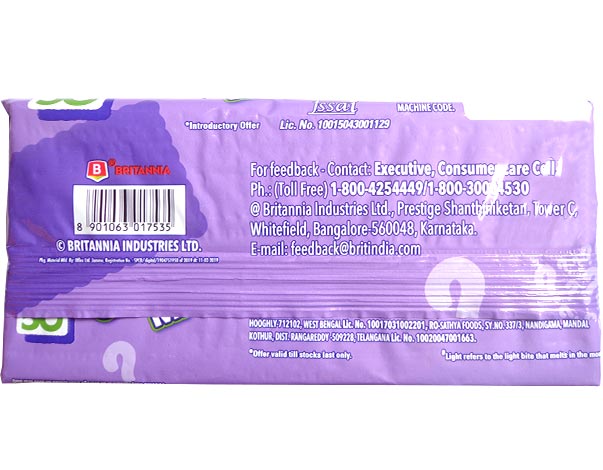 fssai
MACHINE CODE.
*Introductory Offer
Lic. No. 10015043001129
B
BRITANNIA
8 901063 017535
© BRITANNIA INDUSTRIES LTD.
For feedback - Contact: Executive, Consumer Care Cell,
Ph.: (Toll Free) 1-800-4254449/1-800-3004530
@ Britannia Industries Ltd., Prestige Shanthiniketan, Tower C,
Whitefield, Bangalore-560048, Karnataka.
E-mail: feedback@britindia.com
HOOGHLY-712102, WEST BENGAL Lic. No. 10017031002201, RO-SATHYA FOODS, SY.NO. 337/3, NANDIGAMA, MANDAL
KOTHUR, DIST. RANGAREDDY -509228, TELANGANA Lic. No. 10020047001663.
*Offer valid till stocks last only.
#Light refers to the light bite that melts in the